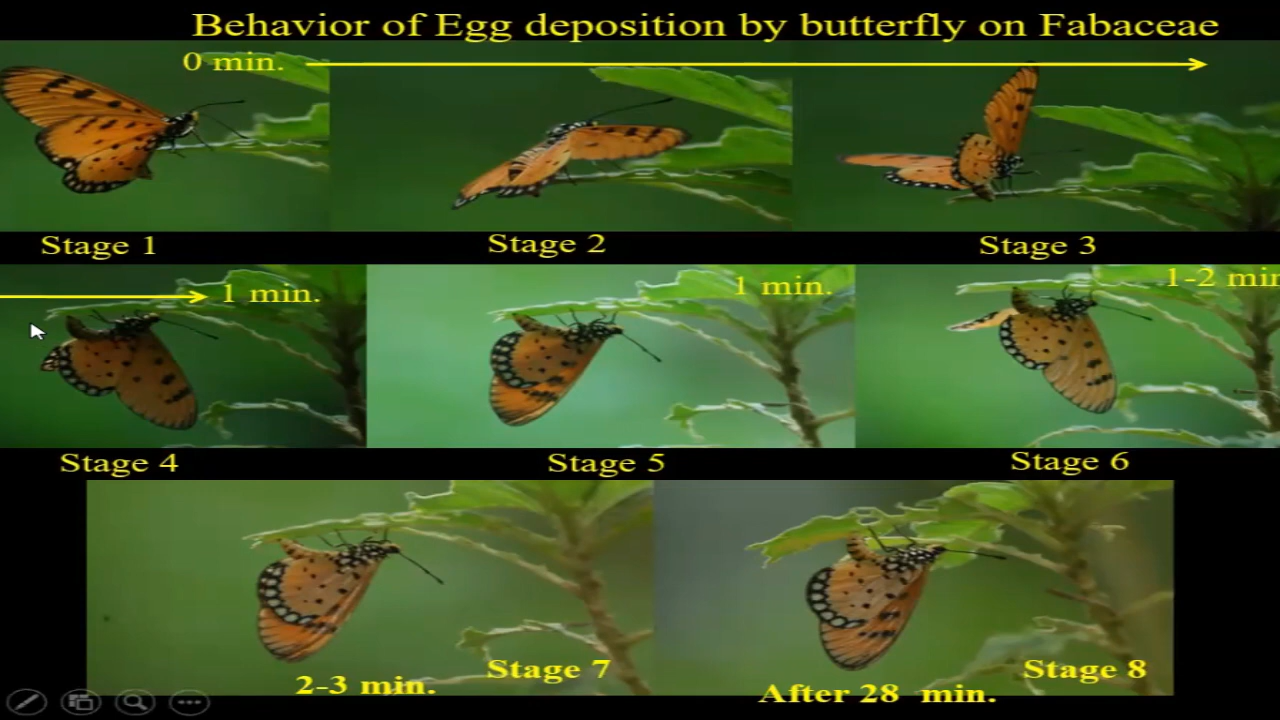 Behavior of Egg deposition by butterfly on Fabaceae
0 min.
Stage 1
Stage 2
Stage 3
1 min.
1 min.
1-2 min
Stage 4
Stage 5
Stage 6
Stage 7
2-3 min.
Stage 8
After 28 min.